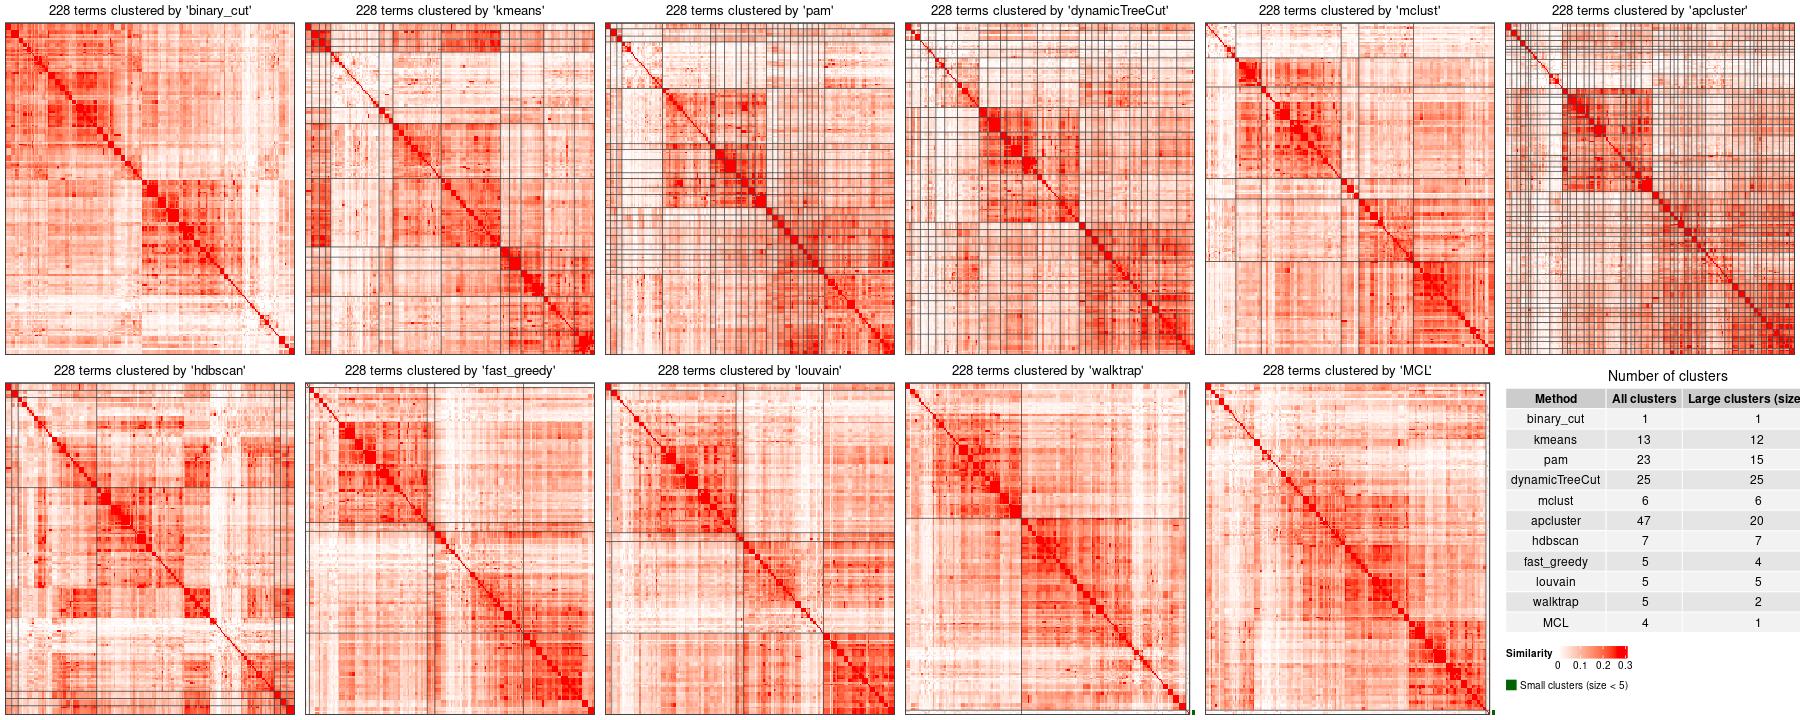 228 terms clustered by 'binary_cut'
228 terms clustered by 'kmeans'
228 terms clustered by 'pam'
228 terms clustered by 'dynamicTreeCut'
228 terms clustered by 'mclust'
228 terms clustered by 'apcluster'
228 terms clustered by 'hdbscan'
228 terms clustered by 'fast_greedy'
228 terms clustered by 'louvain'
228 terms clustered by 'walktrap'
228 terms clustered by 'MCL'
Number of clusters
Method All clusters Large clusters (size
binary_cut 1 1
kmeans 13 12
pam 23 15
dynamicTreeCut 25 25
mclust 6 6
apcluster 47 20
hdbscan 7 7
fast_greedy 5 4
louvain 5 5
walktrap 5 2
MCL 4 1
Similarity
0 0.1 0.2 0.3
Small clusters (size < 5)